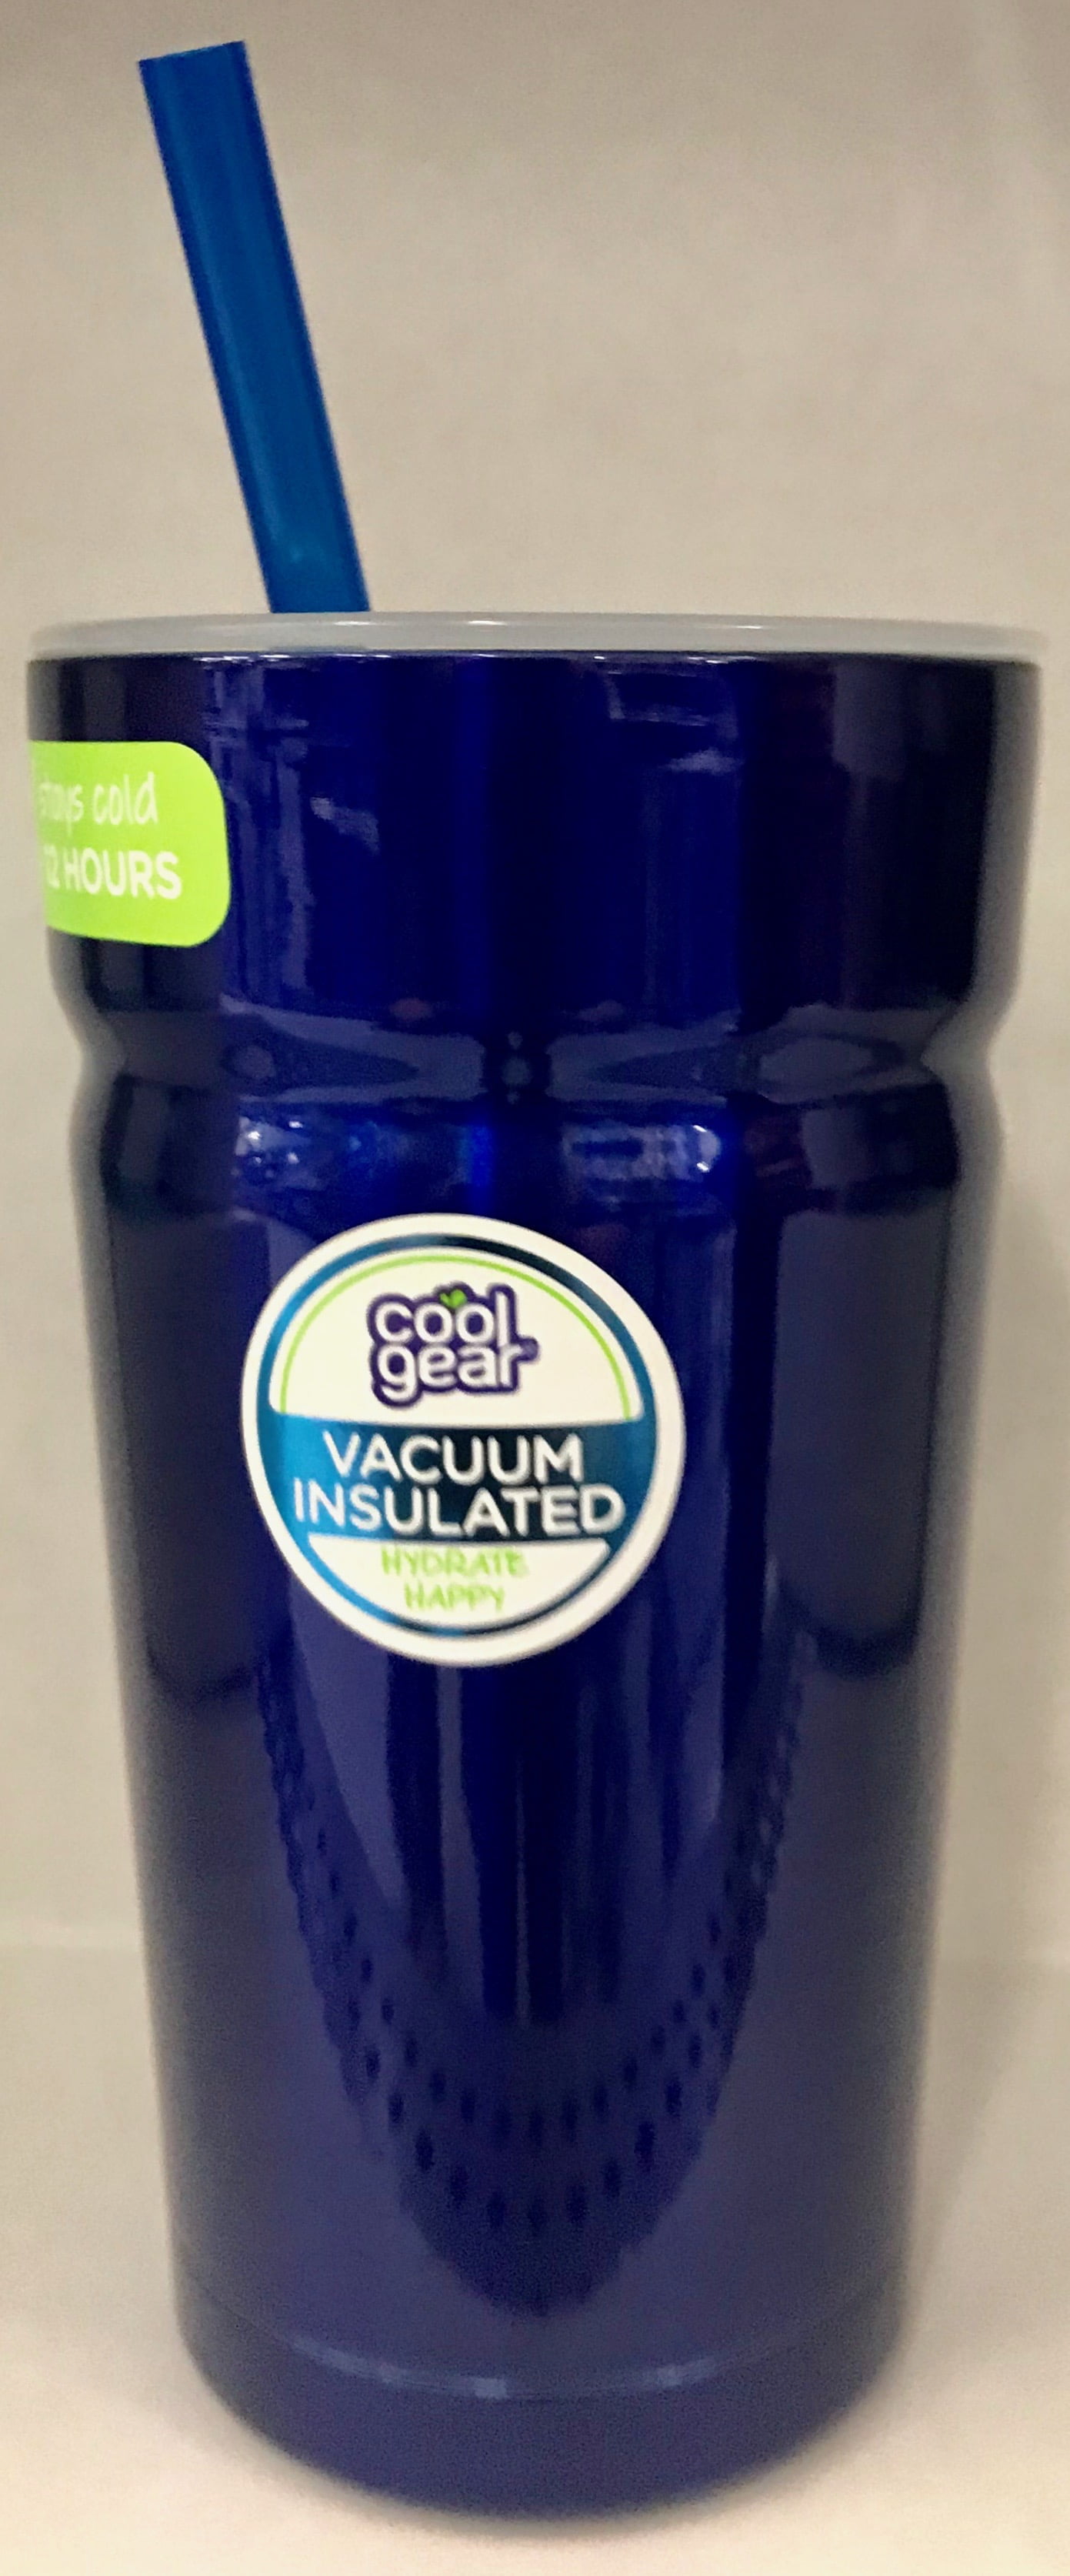 stays cold
12 HOURS
cool
gear
VACUUM
INSULATED
HYDRATE
HAPPY